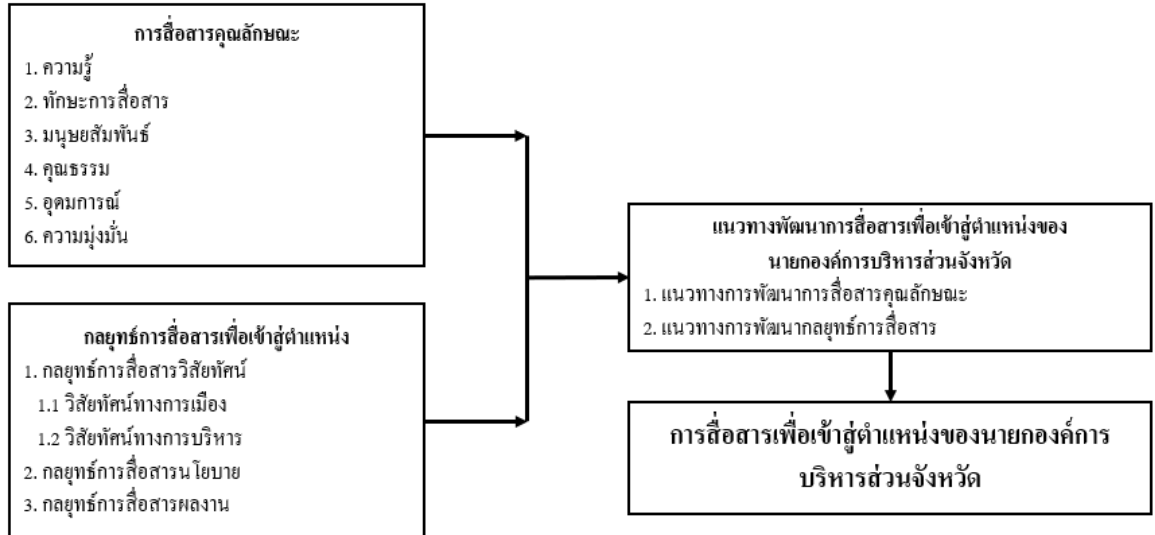 การสื่อสารคุณลักษณะ
1. ความรู้
2. ทักษะการสื่อสาร
3. มนุษยสัมพันธ์
4. คุณธรรม
5. อุดมการณ์
6. ความมุ่งมั่น
กลยุทธ์การสื่อสารเพื่อเข้าสู่ตำแหน่ง
1. กลยุทธ์การสื่อสารวิสัยทัศน์
1.1 วิสัยทัศน์ทางการเมือง
1.2 วิสัยทัศน์ทางการบริหาร
2. กลยุทธ์การสื่อสารนโยบาย
3. กลยุทธ์การสื่อสารผลงาน
แนวทางพัฒนาการสื่อสารเพื่อเข้าสู่ตำแหน่งของ
นายกองค์การบริหารส่วนจังหวัด
1. แนวทางการพัฒนาการสื่อสารคุณลักษณะ
2. แนวทางการพัฒนากลยุทธ์การสื่อสาร
การสื่อสารเพื่อเข้าสู่ตำแหน่งของนายกองค์การ
บริหารส่วนจังหวัด